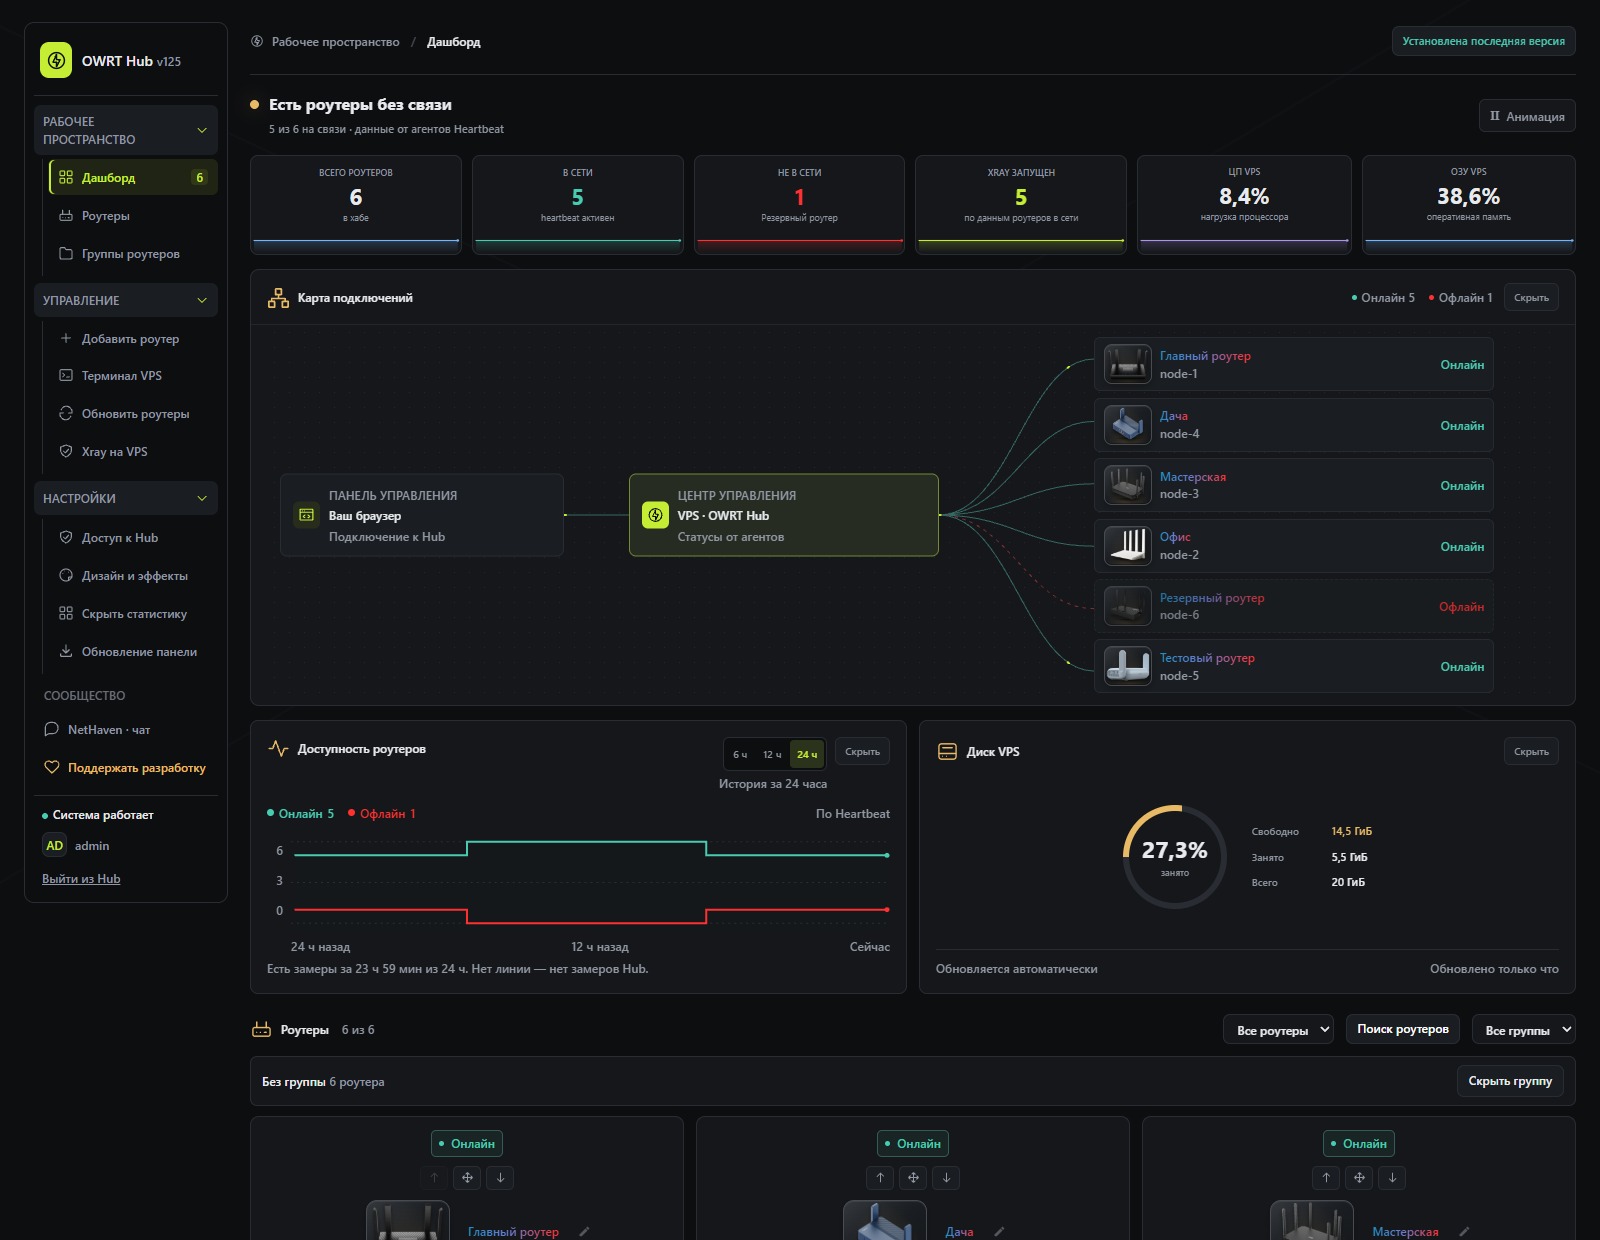 OWRT Hub v125
РАБОЧЕЕ
ПРОСТРАНСТВО
Дашборд 6
Роутеры
Группы роутеров
УПРАВЛЕНИЕ
Добавить роутер
Терминал VPS
Обновить роутеры
Xray на VPS
НАСТРОЙКИ
Доступ к Hub
Дизайн и эффекты
Скрыть статистику
Обновление панели
СООБЩЕСТВО
NetHaven · чат
Поддержать разработку
Система работает
AD admin
Выйти из Hub
Рабочее пространство / Дашборд
Установлена последняя версия
Есть роутеры без связи
5 из 6 на связи · данные от агентов Heartbeat
Анимация
ВСЕГО РОУТЕРОВ
6
в хабе
В СЕТИ
5
heartbeat активен
НЕ В СЕТИ
1
Резервный роутер
XRAY ЗАПУЩЕН
5
по данным роутеров в сети
ЦП VPS
8,4%
нагрузка процессора
ОЗУ VPS
38,6%
оперативная память
Карта подключений
Онлайн 5 Офлайн 1 Скрыть
ПАНЕЛЬ УПРАВЛЕНИЯ
Ваш браузер
Подключение к Hub
ЦЕНТР УПРАВЛЕНИЯ
VPS · OWRT Hub
Статусы от агентов
Главный роутер
node-1
Онлайн
Дача
node-4
Онлайн
Мастерская
node-3
Онлайн
Офис
node-2
Онлайн
Резервный роутер
node-6
Офлайн
Тестовый роутер
node-5
Онлайн
Доступность роутеров
6 ч 12 ч 24 ч Скрыть
История за 24 часа
Онлайн 5 Офлайн 1 По Heartbeat
6
3
0
24 ч назад 12 ч назад Сейчас
Есть замеры за 23 ч 59 мин из 24 ч. Нет линии — нет замеров Hub.
Диск VPS
Скрыть
27,3%
занято
Свободно 14,5 ГиБ
Занято 5,5 ГиБ
Всего 20 ГиБ
Обновляется автоматически Обновлено только что
Роутеры 6 из 6
Все роутеры Поиск роутеров Все группы
Без группы 6 роутера
Скрыть группу
Онлайн
Главный роутер
Онлайн
Дача
Онлайн
Мастерская